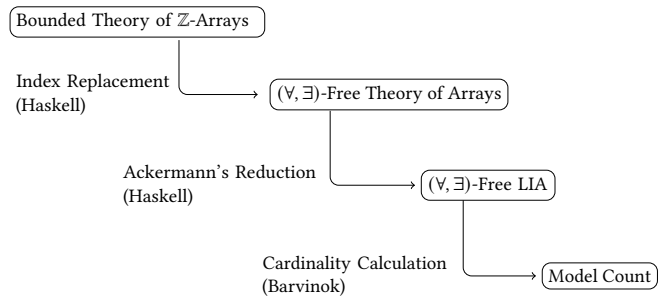 Bounded Theory of ℤ-Arrays
Index Replacement
(Haskell)
(∀, ∃)-Free Theory of Arrays
Ackermann's Reduction
(Haskell)
(∀, ∃)-Free LIA
Cardinality Calculation
(Barvinok)
Model Count